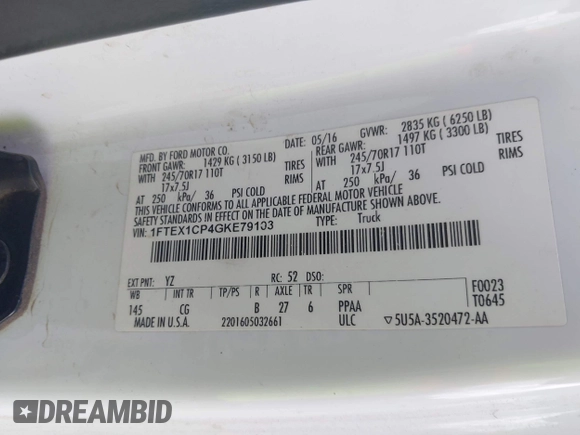 MFD. BY FORD MOTOR CO.
DATE: 05/16 GVWR: 2835 KG ( 6250 LB)
FRONT GAWR: 1429 KG ( 3150 LB) REAR GAWR: 1497 KG ( 3300 LB)
WITH 245/70R17 110T TIRES WITH 245/70R17 110T TIRES
17x7.5J RIMS 17x7.5J RIMS
AT 250 kPa/ 36 PSI COLD AT 250 kPa/ 36 PSI COLD
THIS VEHICLE CONFORMS TO ALL APPLICABLE FEDERAL MOTOR VEHICLE
SAFETY STANDARDS IN EFFECT ON THE DATE OF MANUFACTURE SHOWN ABOVE.
VIN: 1FTEX1CP4GKE79103 TYPE: Truck
EXT PNT: YZ RC: 52 DSO:
WB INT TR TP/PS R AXLE TR SPR
145 CG B 27 6 PPAA
F0023
T0645
MADE IN U.S.A. 2201605032661 ULC ▽5U5A-3520472-AA
DREAMBID